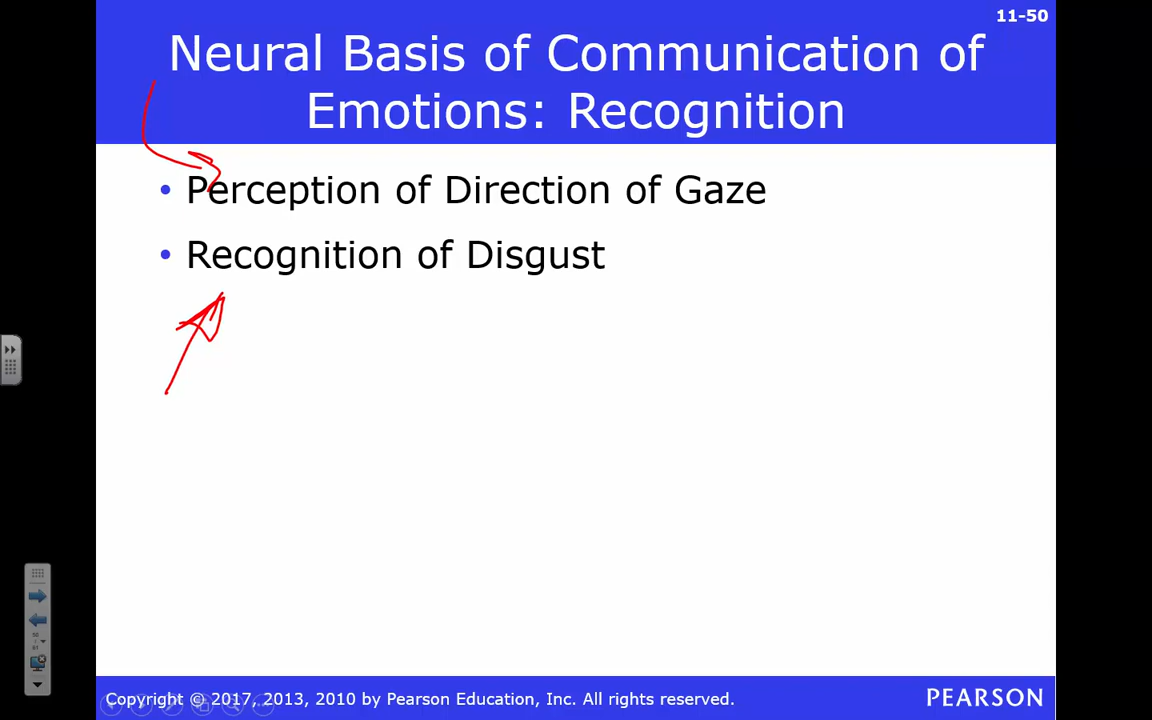 11-50
Neural Basis of Communication of
Emotions: Recognition
• Perception of Direction of Gaze
• Recognition of Disgust
Copyright © 2017, 2013, 2010 by Pearson Education, Inc. All rights reserved.
PEARSON